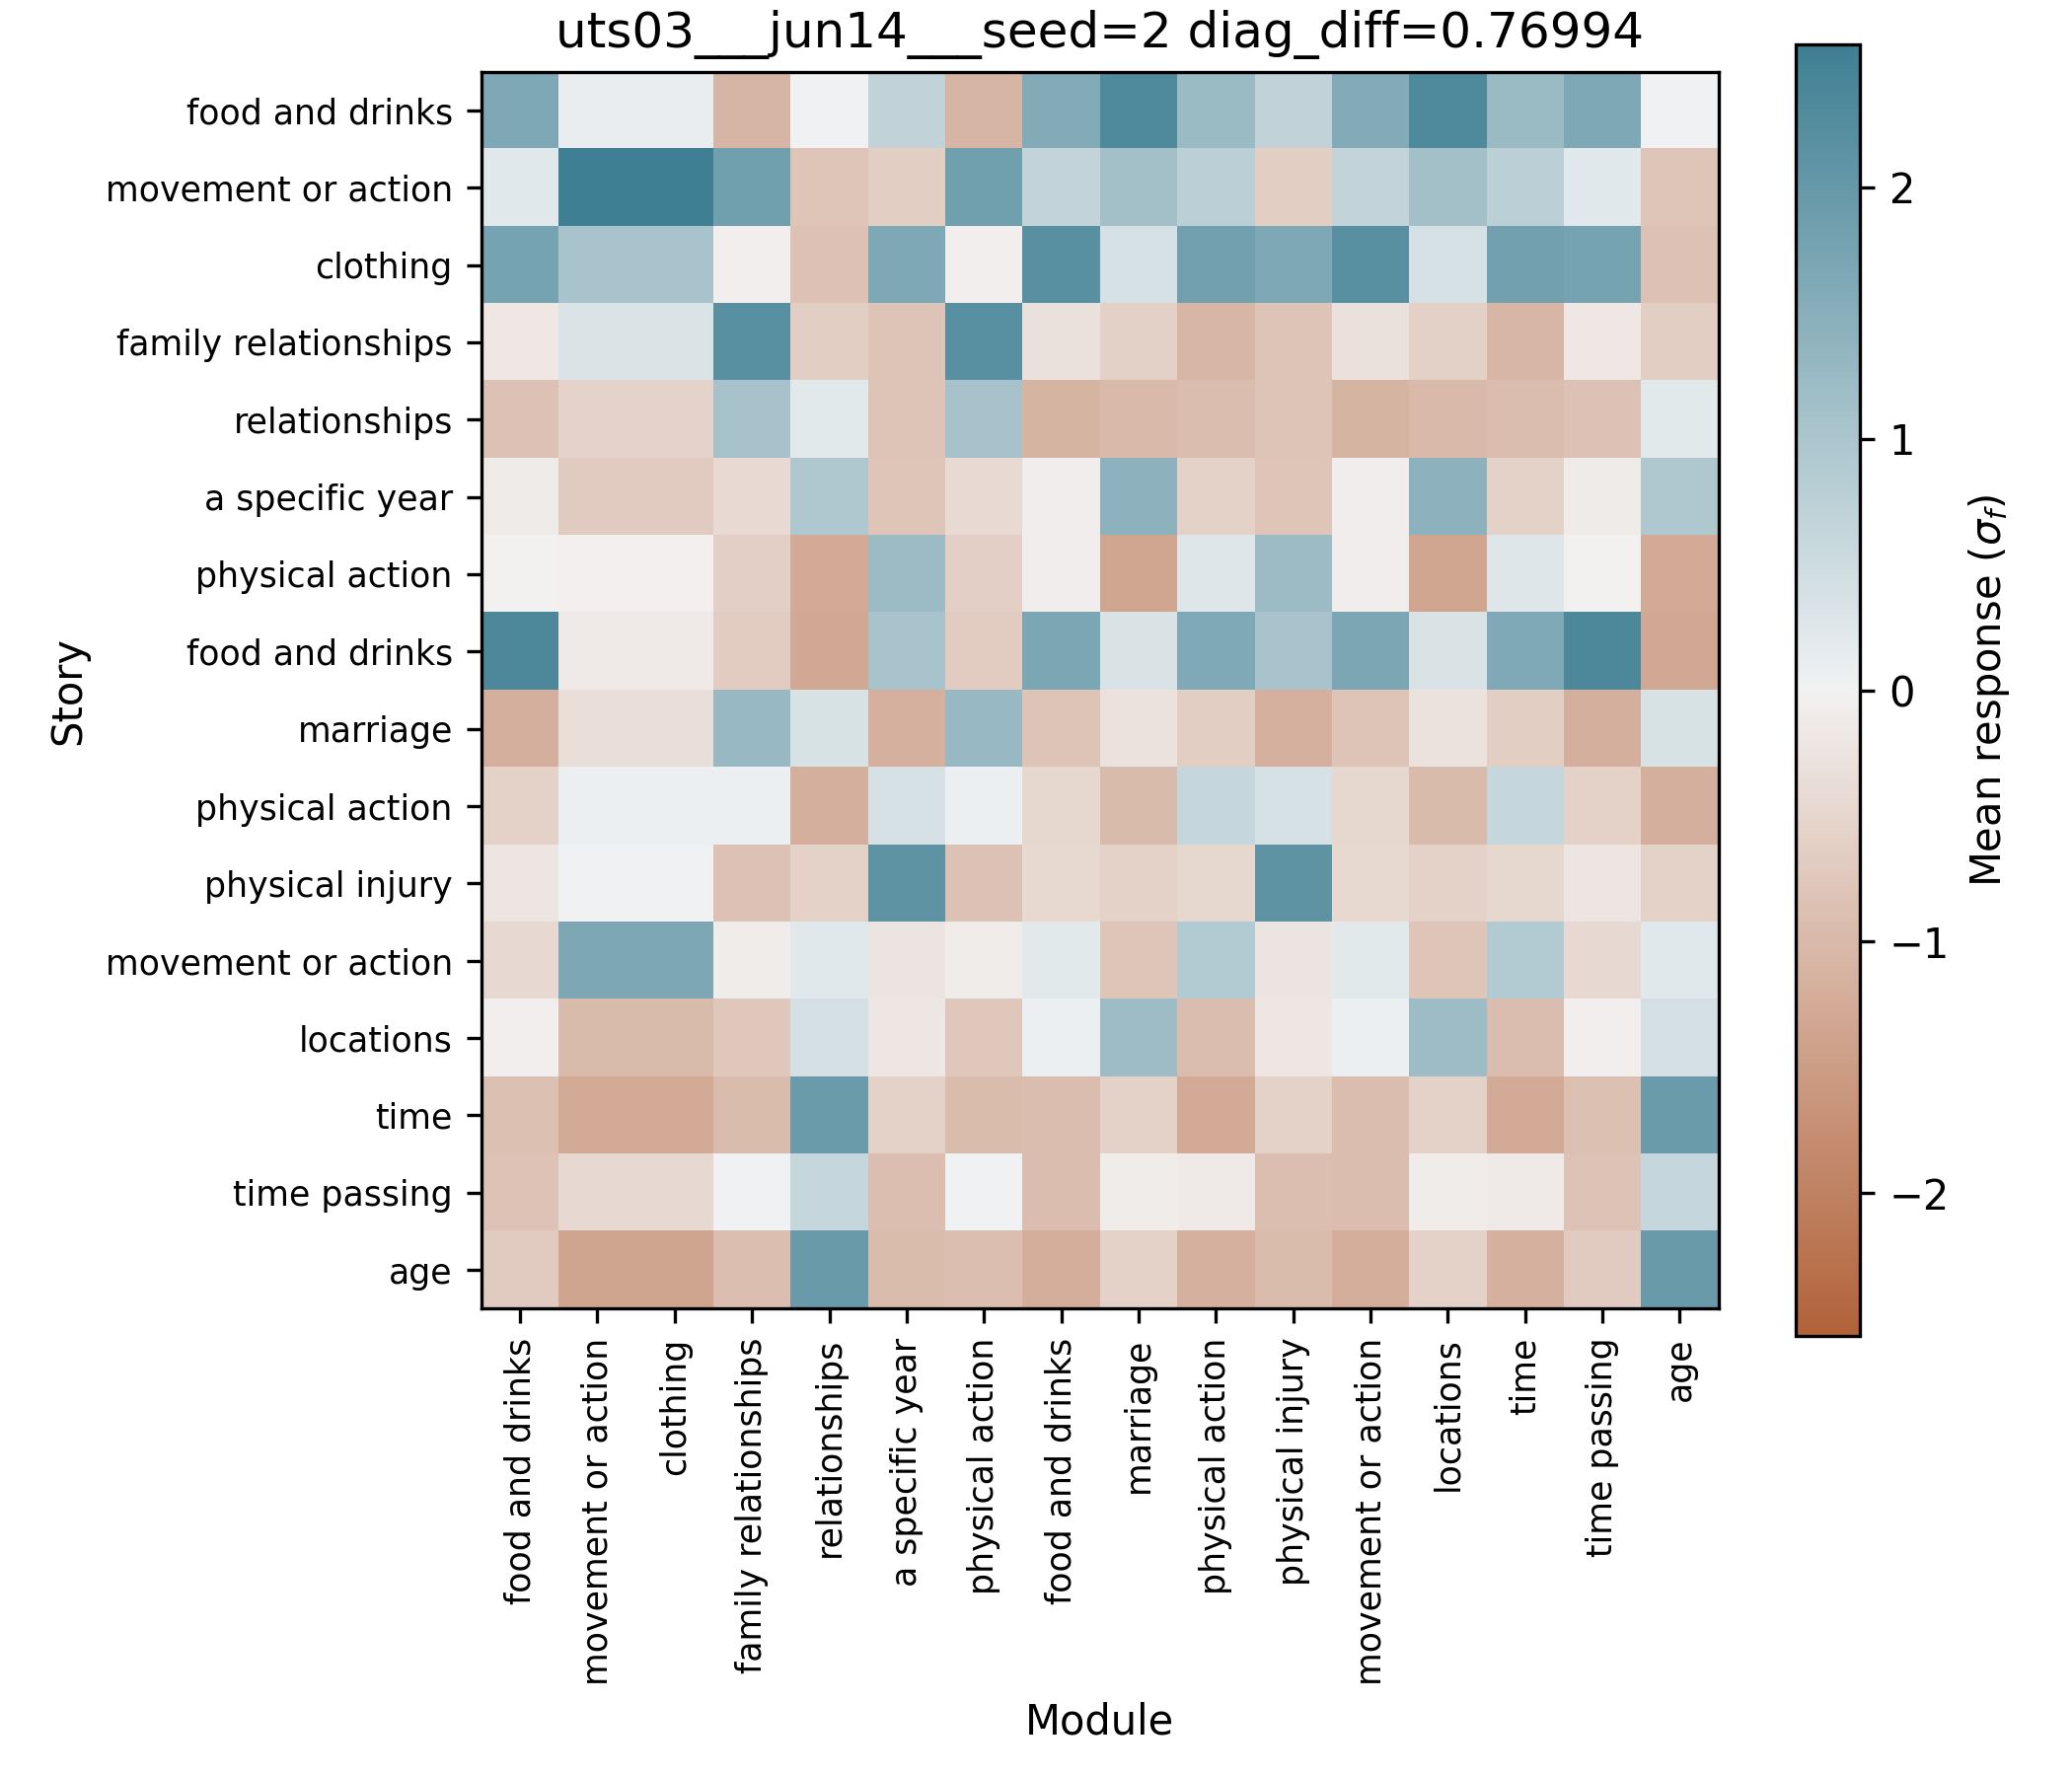 uts03___jun14___seed=2 diag_diff=0.76994
food and drinks
movement or action
clothing
family relationships
relationships
a specific year
physical action
food and drinks
marriage
physical action
physical injury
movement or action
locations
time
time passing
age
Story
food and drinks
movement or action
clothing
family relationships
relationships
a specific year
physical action
food and drinks
marriage
physical action
physical injury
movement or action
locations
time
time passing
age
Module
2
1
0
−1
−2
Mean response (σ_f)